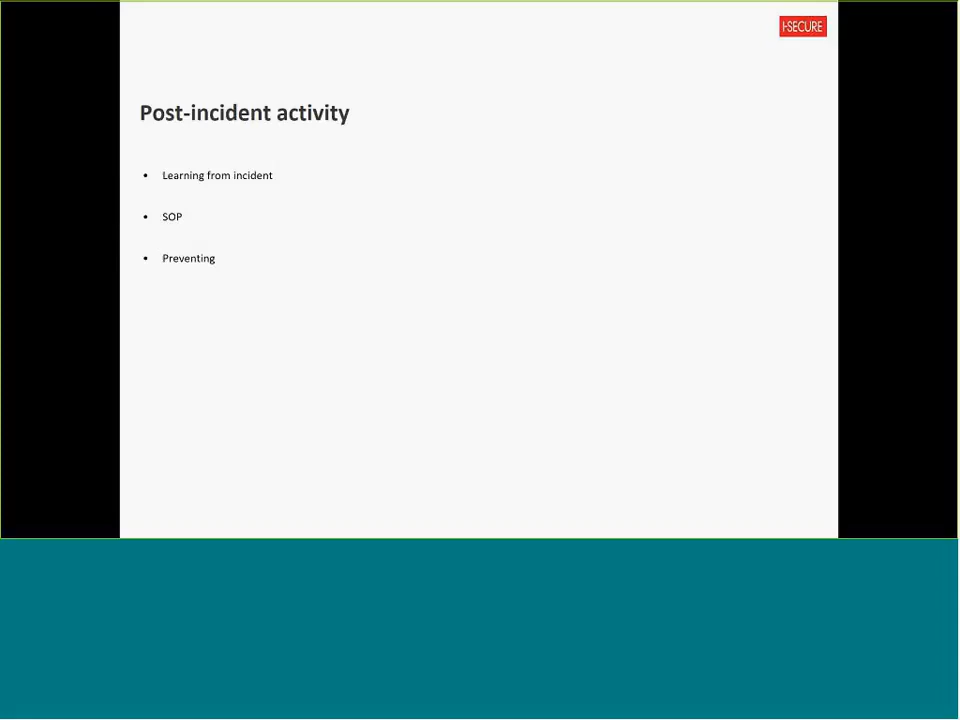 I-SECURE
Post-incident activity
• Learning from incident
• SOP
• Preventing